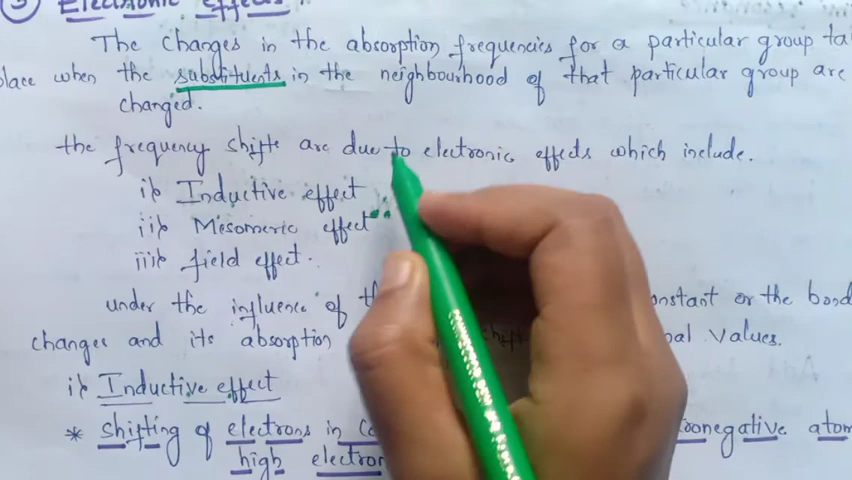 ③ Electronic effects:
The changes in the absorption frequencies for a particular group ta
place when the substituents in the neighbourhood of that particular group are
changed.
the frequency shifts are due to electronic effects which include.
i) Inductive effect
ii) Mesomeric effect
iii) field effect.
under the influence of th onstant or the bond
changes and its absorption values.
i) Inductive effect
* shifting of electrons in ronegative atom
high electron